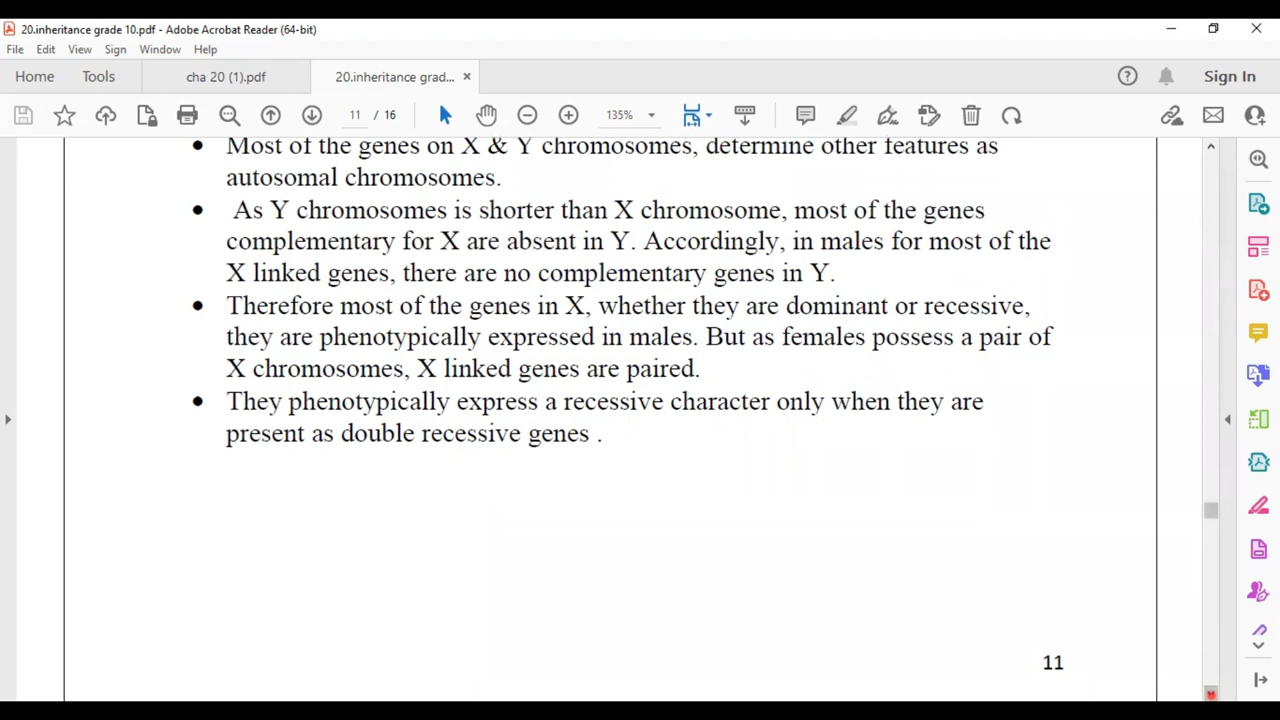 20.inheritance grade 10.pdf - Adobe Acrobat Reader (64-bit)
File Edit View Sign Window Help
Home Tools cha 20 (1).pdf 20.inheritance grad... × Sign In
11 / 16 135%
• Most of the genes on X & Y chromosomes, determine other features as
autosomal chromosomes.
• As Y chromosomes is shorter than X chromosome, most of the genes
complementary for X are absent in Y. Accordingly, in males for most of the
X linked genes, there are no complementary genes in Y.
• Therefore most of the genes in X, whether they are dominant or recessive,
they are phenotypically expressed in males. But as females possess a pair of
X chromosomes, X linked genes are paired.
• They phenotypically express a recessive character only when they are
present as double recessive genes .
11